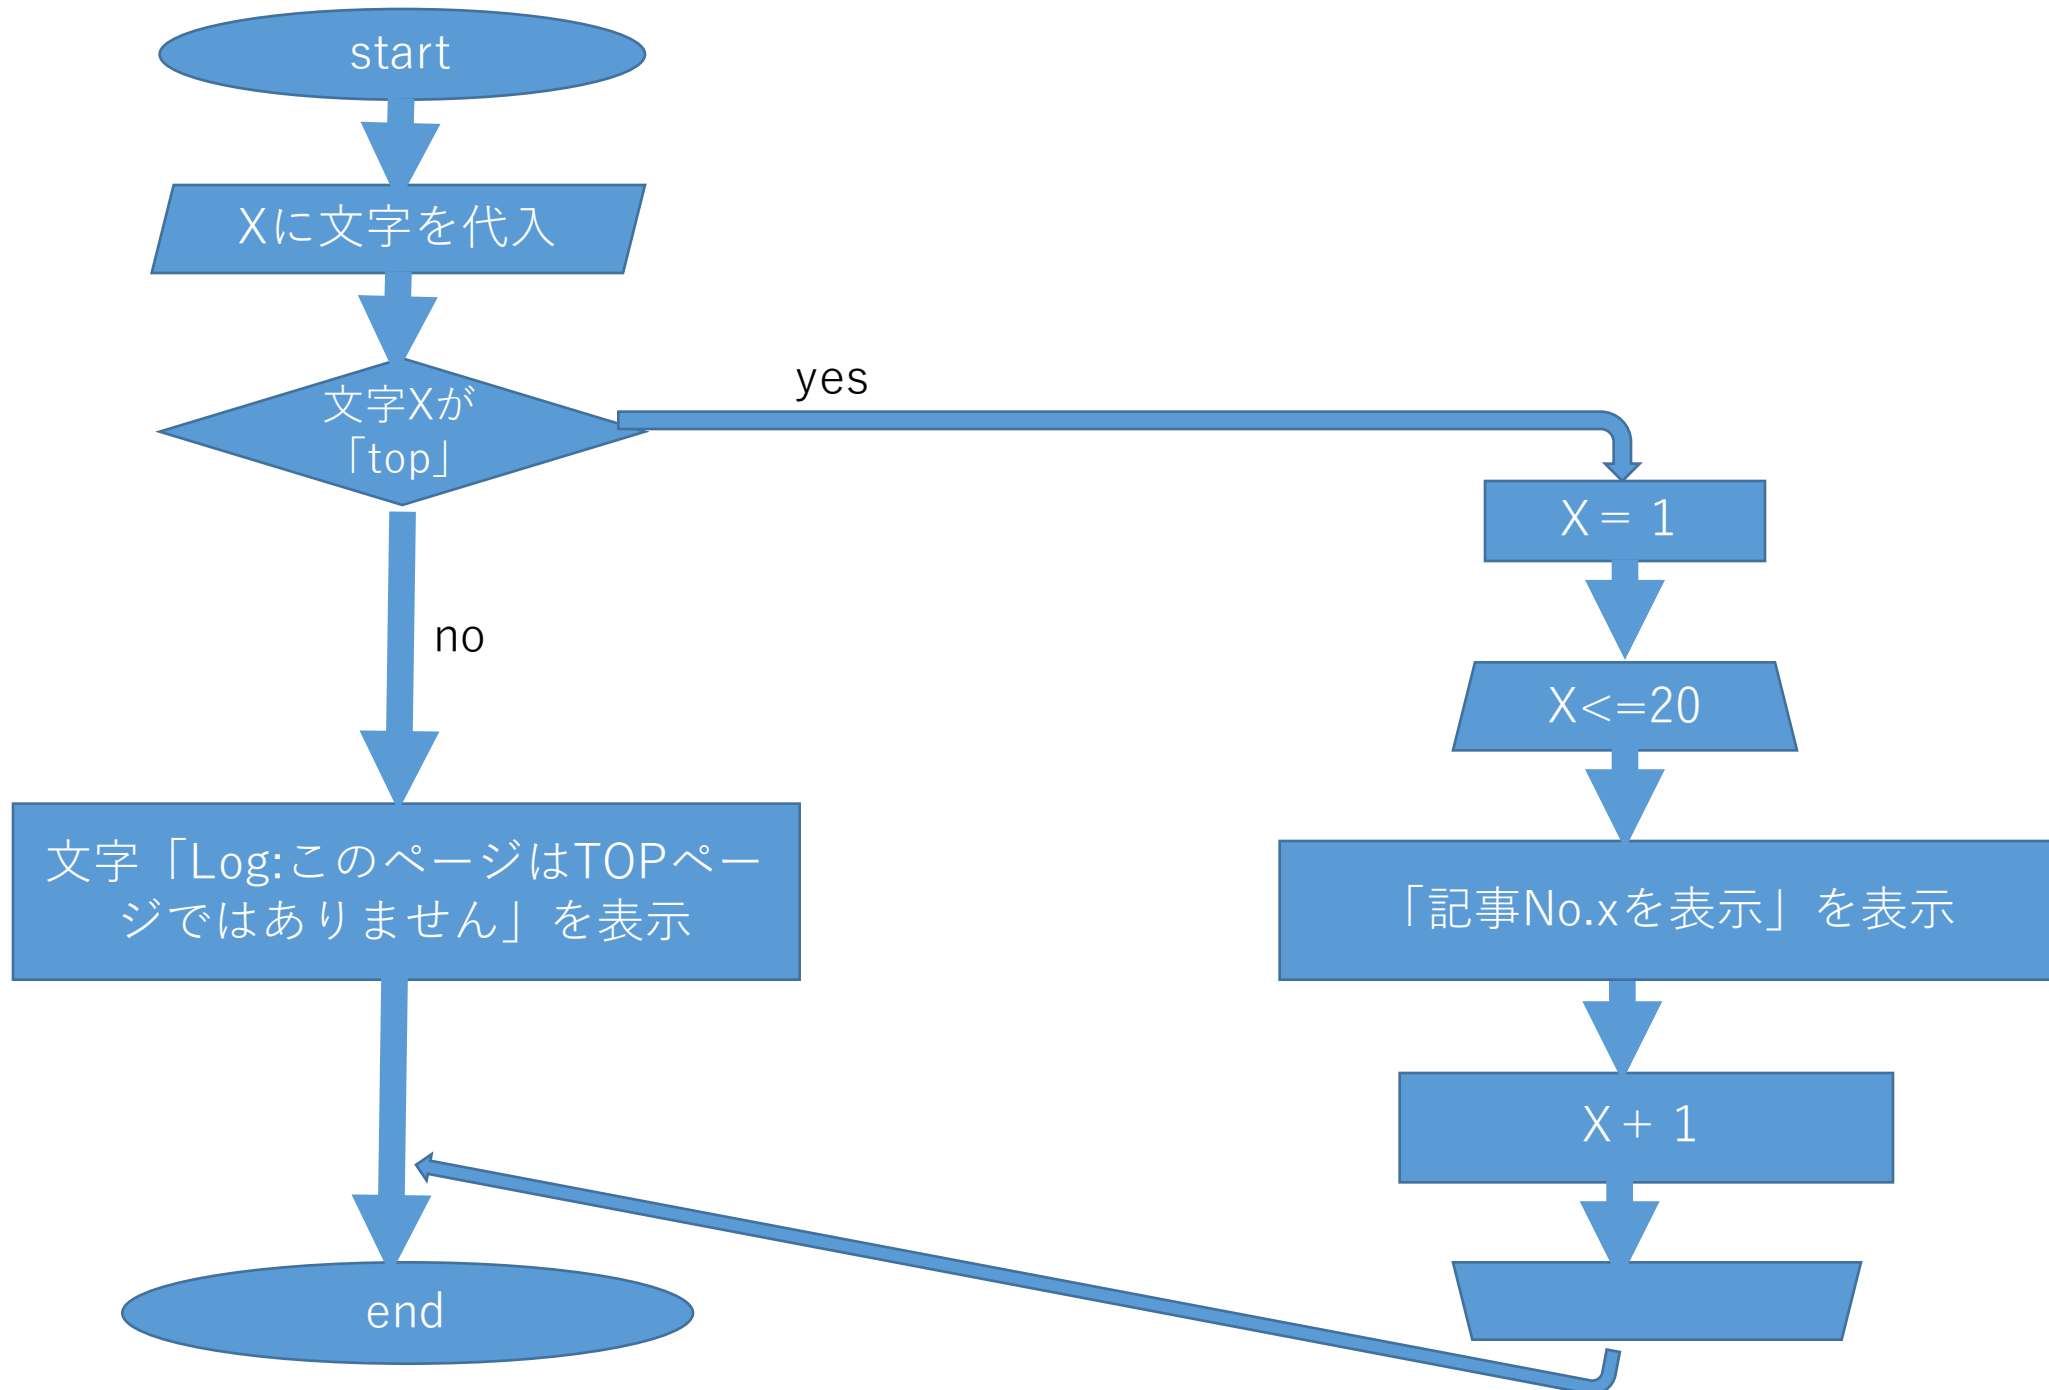 start
Xに文字を代入
文字Xが
「top」
yes
no
X = 1
X<=20
文字「Log:このページはTOPペー
ジではありません」を表示
「記事No.xを表示」を表示
X + 1
end